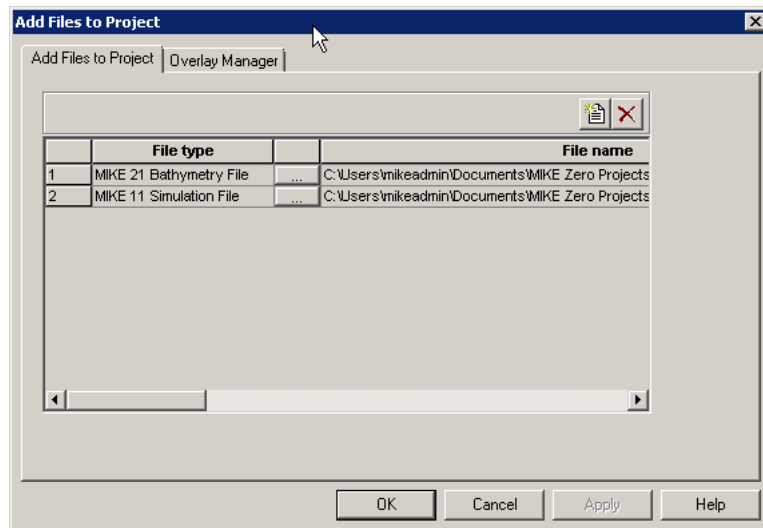 Add Files to Project
Add Files to Project Overlay Manager
File type File name
1 MIKE 21 Bathymetry File ... C:\Users\mikeadmin\Documents\MIKE Zero Projects
2 MIKE 11 Simulation File ... C:\Users\mikeadmin\Documents\MIKE Zero Projects
OK Cancel Apply Help